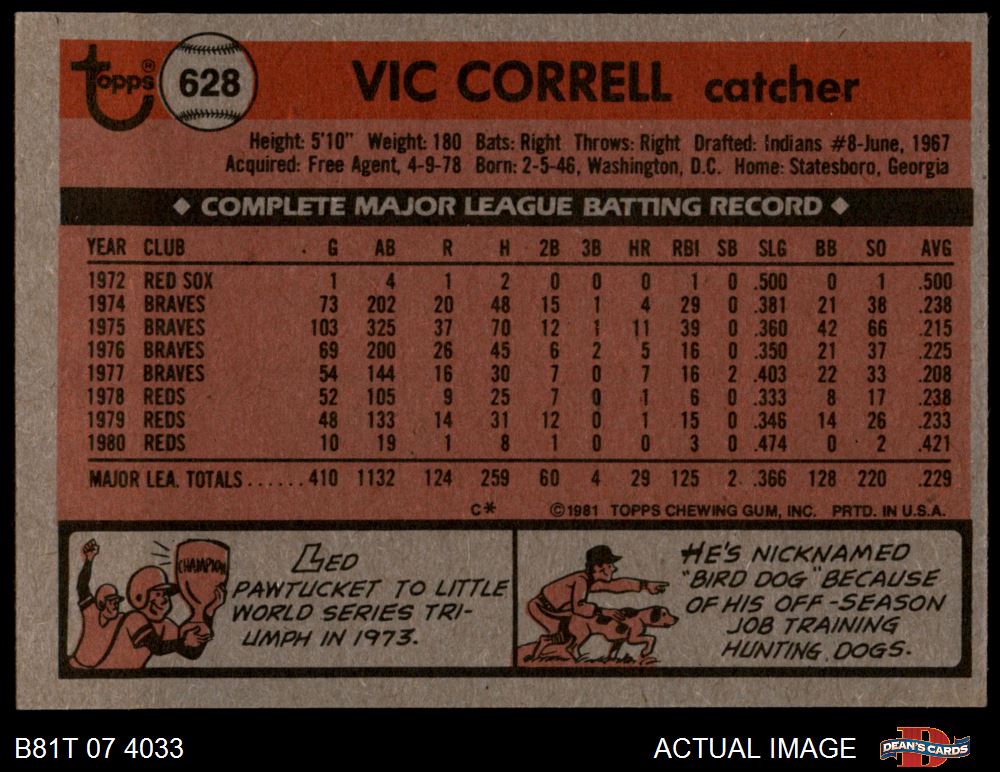 Topps®
628
VIC CORRELL catcher
Height: 5'10" Weight: 180 Bats: Right Throws: Right Drafted: Indians #8-June, 1967
Acquired: Free Agent, 4-9-78 Born: 2-5-46, Washington, D.C. Home: Statesboro, Georgia
◆ COMPLETE MAJOR LEAGUE BATTING RECORD ◆
YEAR CLUB G AB R H 2B 3B HR RBI SB SLG BB SO AVG
1972 RED SOX 1 4 1 2 0 0 0 1 0 .500 0 1 .500
1974 BRAVES 73 202 20 48 15 1 4 29 0 .381 21 38 .238
1975 BRAVES 103 325 37 70 12 1 11 39 0 .360 42 66 .215
1976 BRAVES 69 200 26 45 6 2 5 16 0 .350 21 37 .225
1977 BRAVES 54 144 16 30 7 0 7 16 2 .403 22 33 .208
1978 REDS 52 105 9 25 7 0 1 6 0 .333 8 17 .238
1979 REDS 48 133 14 31 12 0 1 15 0 .346 14 26 .233
1980 REDS 10 19 1 8 1 0 0 3 0 .474 0 2 .421
MAJOR LEA. TOTALS......410 1132 124 259 60 4 29 125 2 .366 128 220 .229
C* ©1981 TOPPS CHEWING GUM, INC. PRTD. IN U.S.A.
CHAMPION
LED
PAWTUCKET TO LITTLE
WORLD SERIES TRI-
UMPH IN 1973.
HE'S NICKNAMED
"BIRD DOG" BECAUSE
OF HIS OFF-SEASON
JOB TRAINING
HUNTING DOGS.
B81T 07 4033
ACTUAL IMAGE
D
DEAN'S CARDS